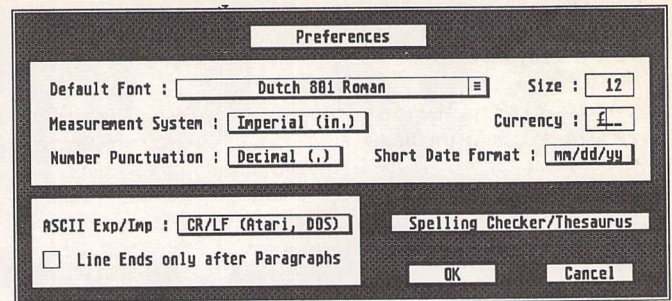 Preferences
Default Font : Dutch 801 Roman Size : 12
Measurement System : Imperial (in.) Currency : £__
Number Punctuation : Decimal (.) Short Date Format : mm/dd/yy
ASCII Exp/Imp : CR/LF (Atari, DOS) Spelling Checker/Thesaurus
Line Ends only after Paragraphs
OK Cancel